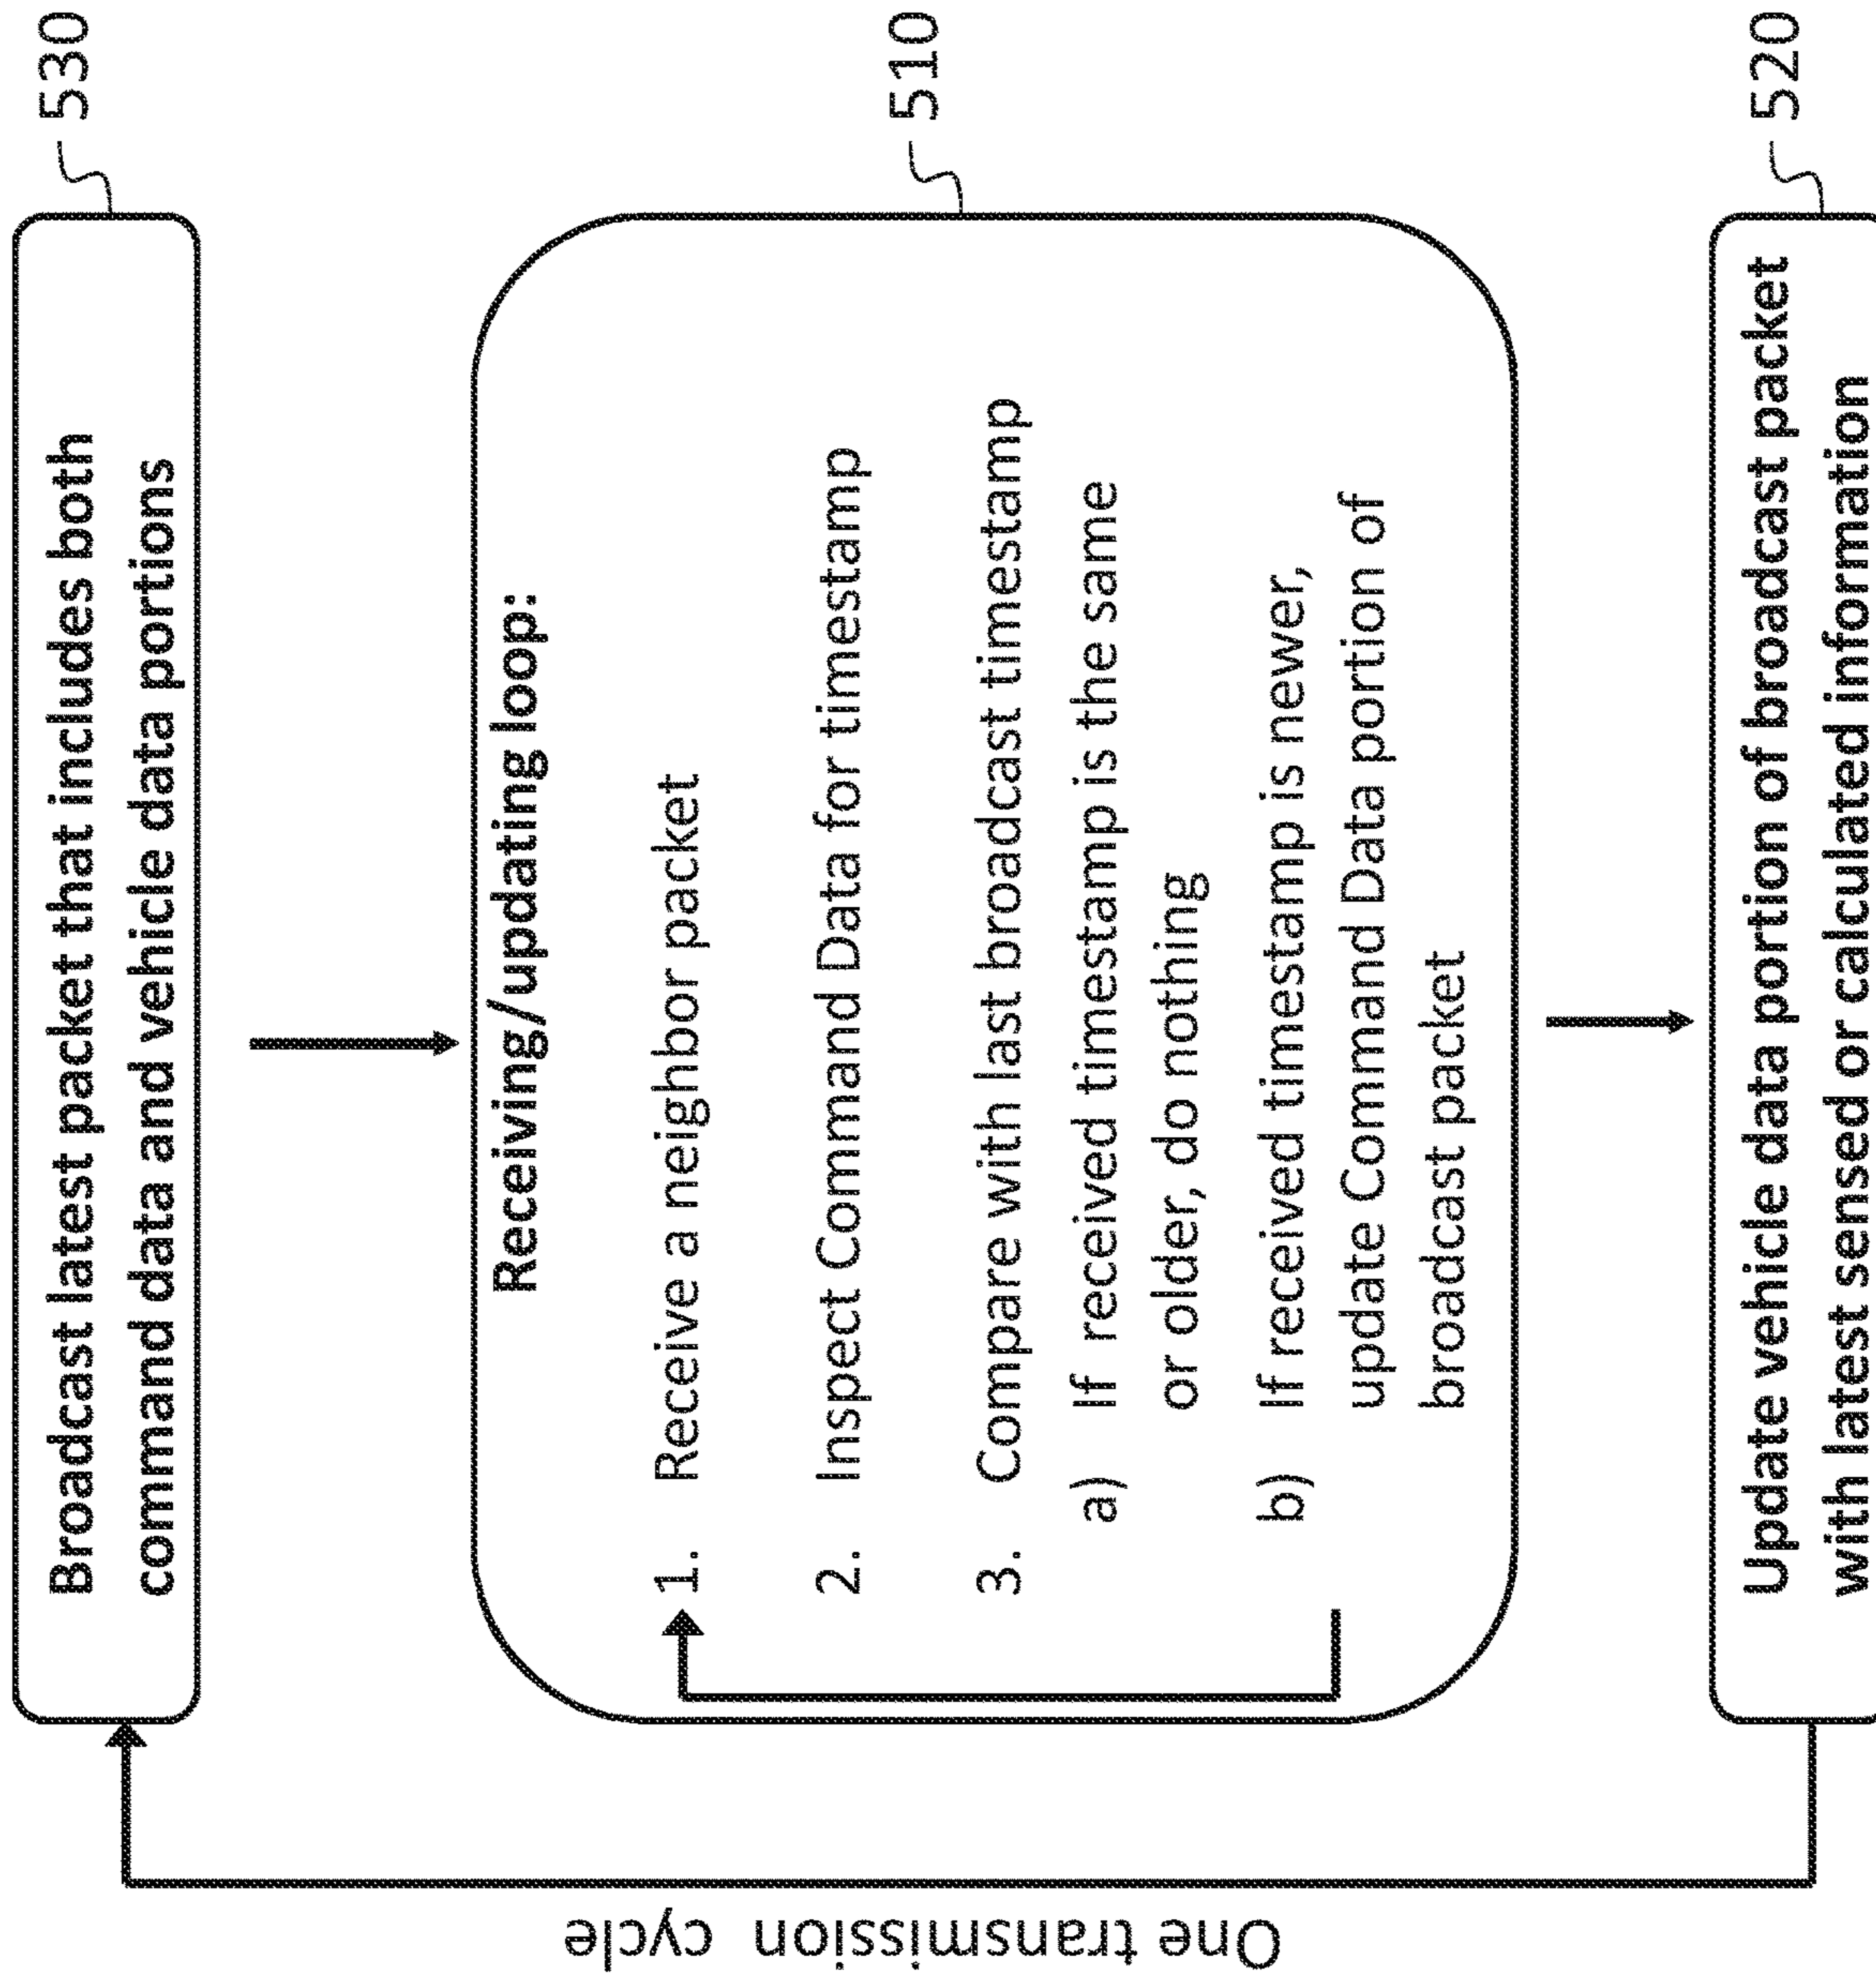 One transmission cycle
Broadcast latest packet that includes both
command data and vehicle data portions
530
Receiving/updating loop:
1. Receive a neighbor packet
2. Inspect Command Data for timestamp
3. Compare with last broadcast timestamp
a) If received timestamp is the same
or older, do nothing
b) If received timestamp is newer,
update Command Data portion of
broadcast packet
510
Update vehicle data portion of broadcast packet
with latest sensed or calculated information
520